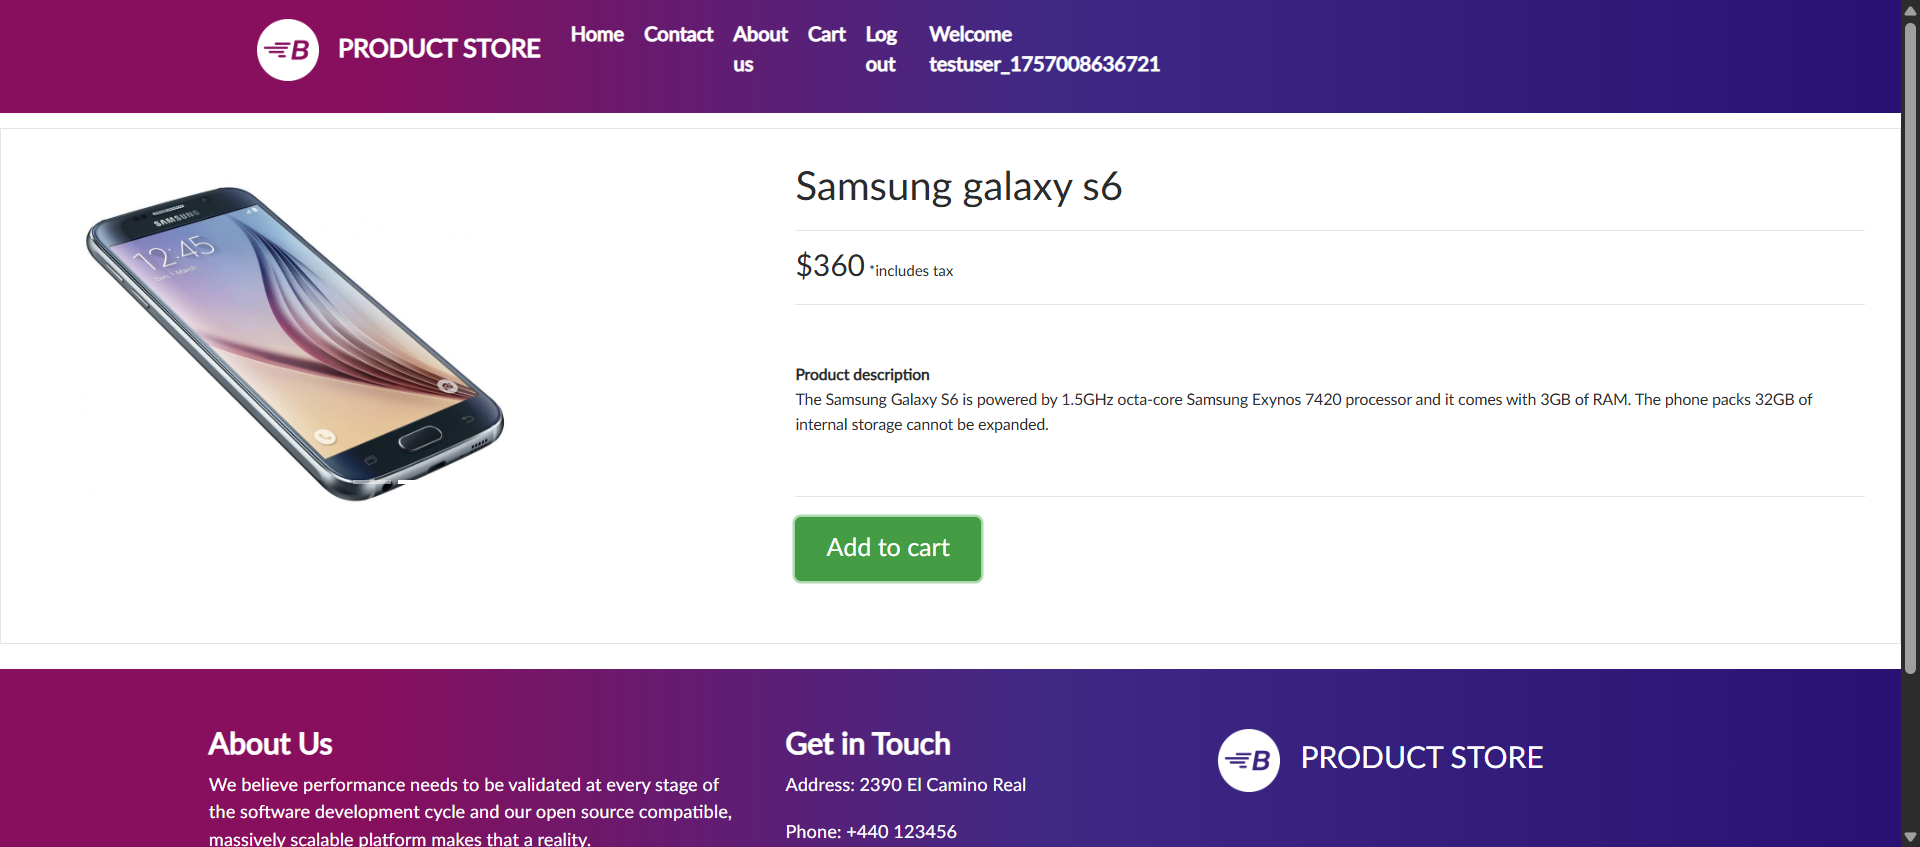 B PRODUCT STORE Home Contact About us Cart Log out Welcome testuser_1757008636721
SAMSUNG
12:45
Sun, 1 March
Samsung galaxy s6
$360 *includes tax
Product description
The Samsung Galaxy S6 is powered by 1.5GHz octa-core Samsung Exynos 7420 processor and it comes with 3GB of RAM. The phone packs 32GB of
internal storage cannot be expanded.
Add to cart
About Us
We believe performance needs to be validated at every stage of
the software development cycle and our open source compatible,
massively scalable platform makes that a reality.
Get in Touch
Address: 2390 El Camino Real
Phone: +440 123456
B PRODUCT STORE